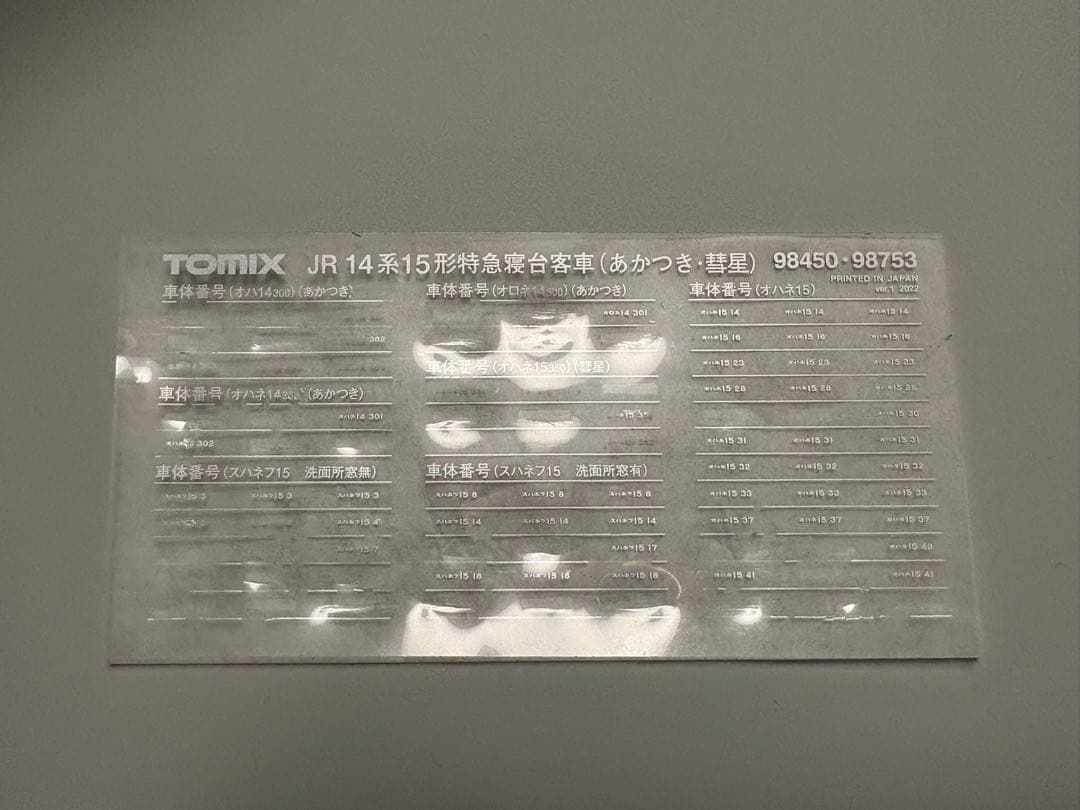 TOMIX JR 14系15形特急寝台客車(あかつき・彗星) 98450・98753
PRINTED IN JAPAN
ver.1 2022
車体番号(オハ14 300)(あかつき)
302
車体番号(オハネ14 300)(あかつき)
オハネ14 301
302
車体番号(スハネフ15 洗面所窓無)
スハネフ15 3 スハネフ15 3 スハネフ15 3
スハネフ15 4
スハネフ15 7
車体番号(オロネ14 300)(あかつき)
オロネ14 301
車体番号(オハネ15 350)(彗星)
車体番号(スハネフ15 洗面所窓有)
スハネフ15 8 スハネフ15 8 スハネフ15 8
スハネフ15 14 スハネフ15 14 スハネフ15 14
スハネフ15 17
スハネフ15 18 スハネフ15 18 スハネフ15 18
車体番号(オハネ15)
オハネ15 14 オハネ15 14 オハネ15 14
オハネ15 16 オハネ15 16 オハネ15 16
オハネ15 23 オハネ15 23 オハネ15 23
オハネ15 28 オハネ15 28 オハネ15 28
オハネ15 30
オハネ15 31 オハネ15 31 オハネ15 31
オハネ15 32 オハネ15 32 オハネ15 32
オハネ15 33 オハネ15 33 オハネ15 33
オハネ15 37 オハネ15 37 オハネ15 37
オハネ15 41 オハネ15 41